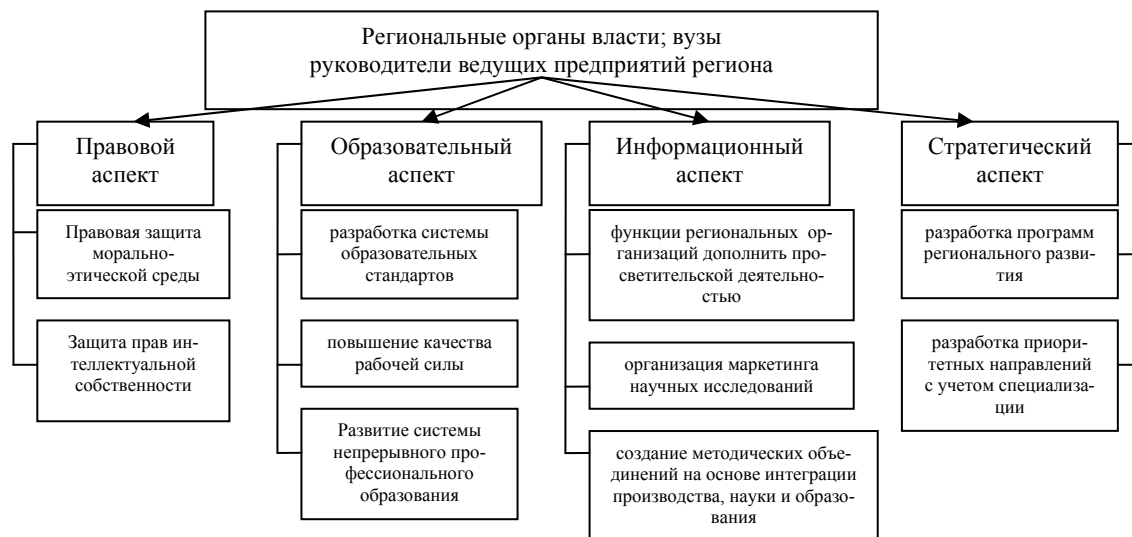 Региональные органы власти; вузы
руководители ведущих предприятий региона
Правовой
аспект
Образовательный
аспект
Информационный
аспект
Стратегический
аспект
Правовая защита
морально-
этической среды
разработка системы
образовательных
стандартов
функции региональных ор-
ганизаций дополнить про-
светительской деятельно-
стью
разработка программ
регионального разви-
тия
Защита прав ин-
теллектуальной
собственности
повышение качества
рабочей силы
организация маркетинга
научных исследований
разработка приори-
тетных направлений
с учетом специализа-
ции
Развитие системы
непрерывного про-
фессионального
образования
создание методических объе-
динений на основе интеграции
производства, науки и образо-
вания